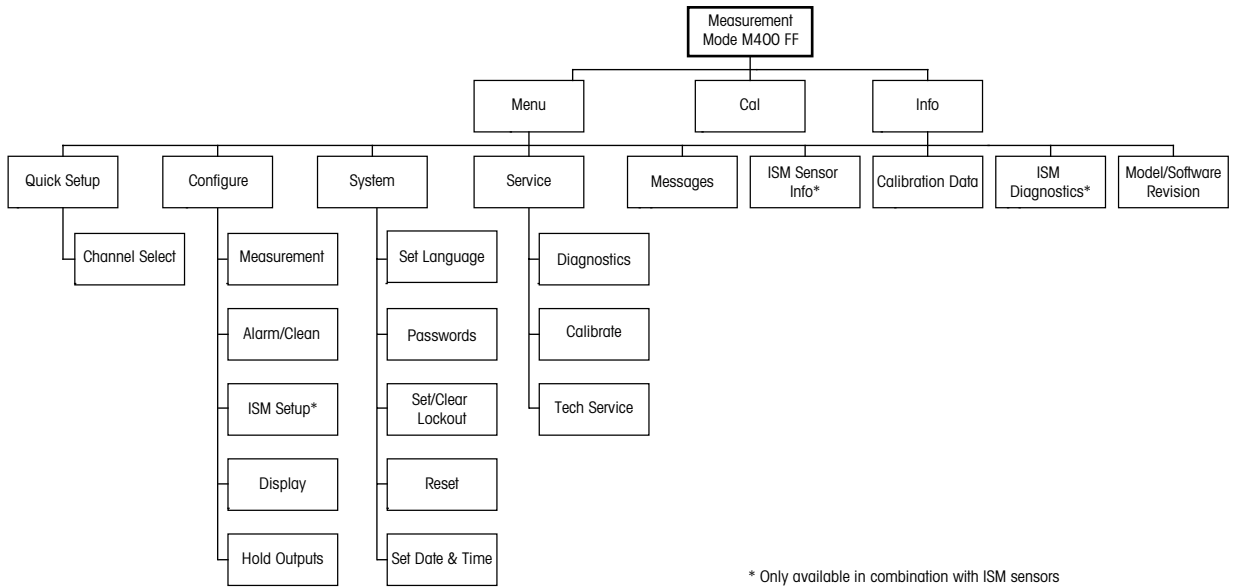 Measurement
Mode M400 FF
Menu
Cal
Info
Quick Setup
Configure
System
Service
Messages
ISM Sensor
Info*
Calibration Data
ISM
Diagnostics*
Model/Software
Revision
Channel Select
Measurement
Set Language
Diagnostics
Alarm/Clean
Passwords
Calibrate
ISM Setup*
Set/Clear
Lockout
Tech Service
Display
Reset
Hold Outputs
Set Date & Time
* Only available in combination with ISM sensors